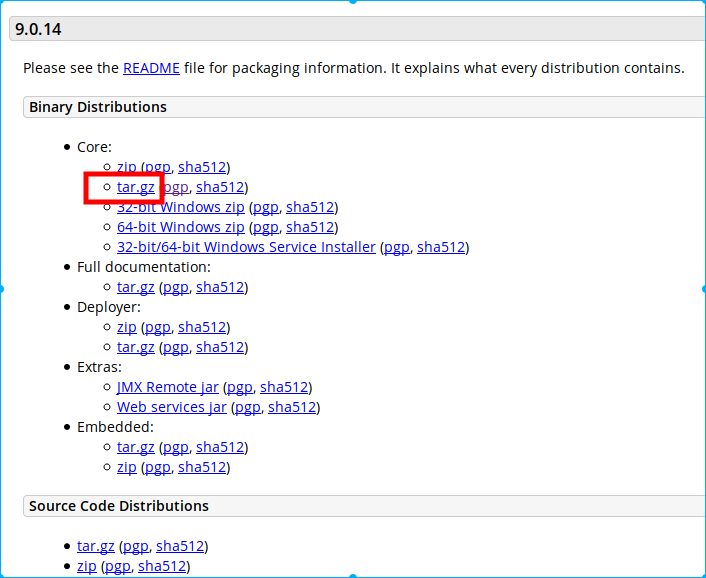 9.0.14
Please see the README file for packaging information. It explains what every distribution contains.
Binary Distributions
Core:
zip (pgp, sha512)
tar.gz (pgp, sha512)
32-bit Windows zip (pgp, sha512)
64-bit Windows zip (pgp, sha512)
32-bit/64-bit Windows Service Installer (pgp, sha512)
Full documentation:
tar.gz (pgp, sha512)
Deployer:
zip (pgp, sha512)
tar.gz (pgp, sha512)
Extras:
JMX Remote jar (pgp, sha512)
Web services jar (pgp, sha512)
Embedded:
tar.gz (pgp, sha512)
zip (pgp, sha512)
Source Code Distributions
tar.gz (pgp, sha512)
zip (pgp, sha512)